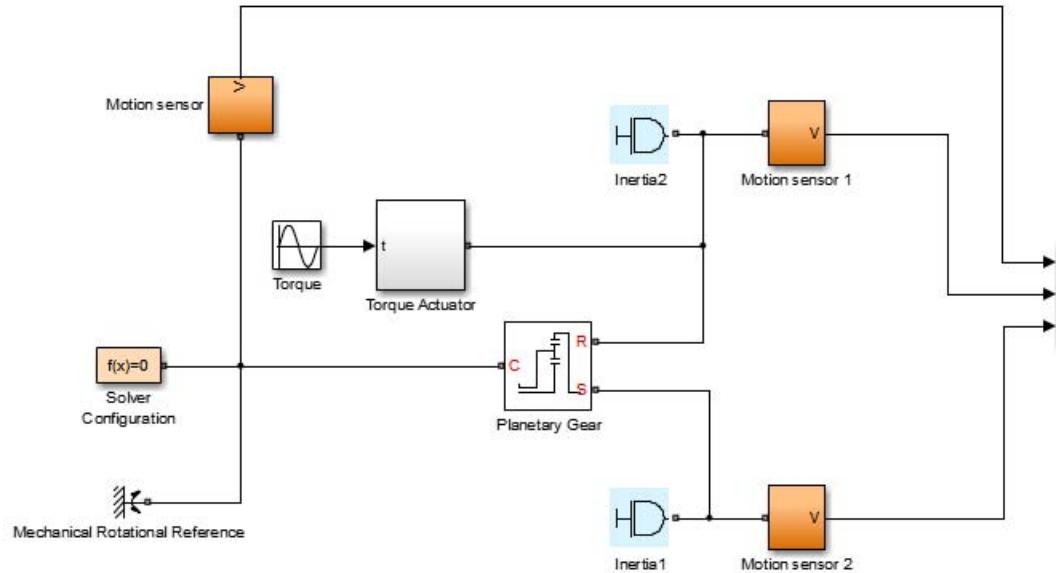 Motion sensor
>
Inertia2
V
Motion sensor 1
Torque
t
Torque Actuator
f(x)=0
Solver
Configuration
C
R
S
Planetary Gear
Mechanical Rotational Reference
Inertia1
V
Motion sensor 2